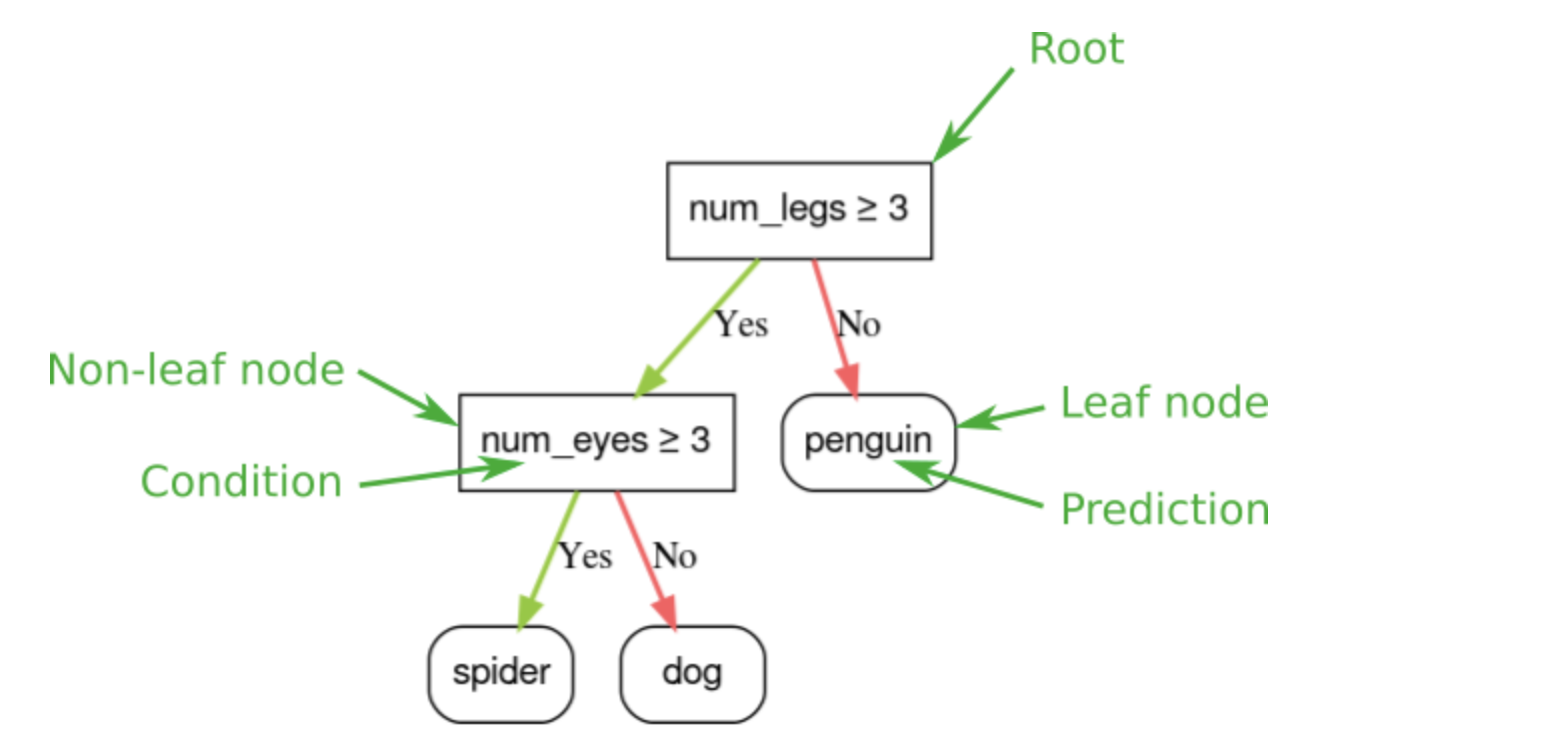 Root
num_legs ≥ 3
Yes
No
Non-leaf node
Leaf node
num_eyes ≥ 3
penguin
Condition
Prediction
Yes
No
spider
dog